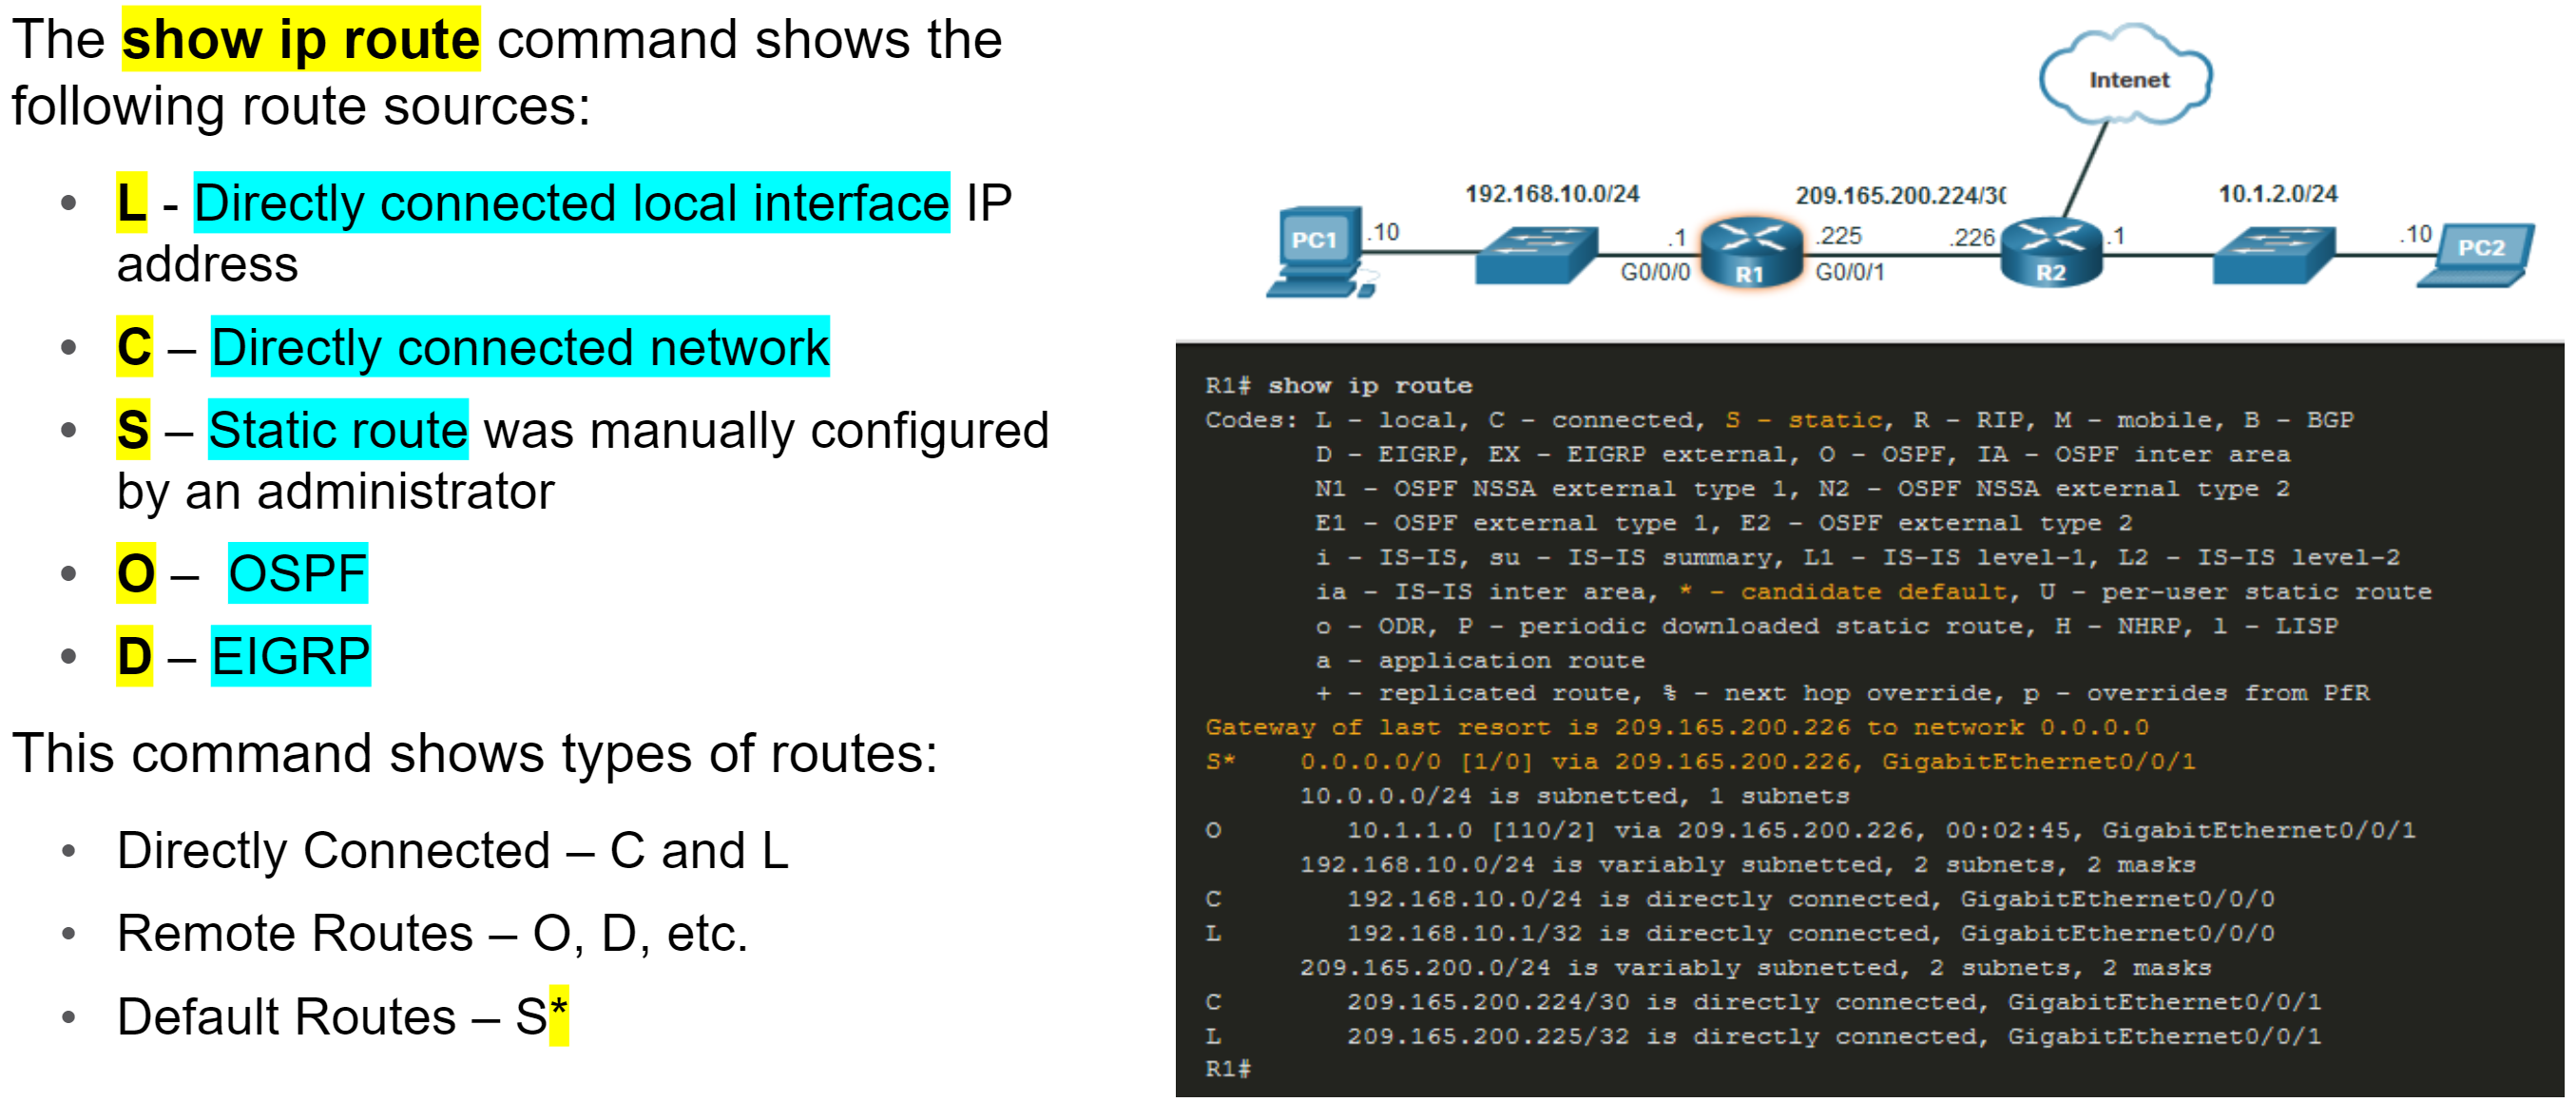 The show ip route command shows the
following route sources:
• L - Directly connected local interface IP
address
• C – Directly connected network
• S – Static route was manually configured
by an administrator
• O – OSPF
• D – EIGRP
This command shows types of routes:
• Directly Connected – C and L
• Remote Routes – O, D, etc.
• Default Routes – S*
Intenet
192.168.10.0/24
209.165.200.224/30
10.1.2.0/24
PC1
.10
.1
G0/0/0
R1
.225
G0/0/1
.226
R2
.1
.10
PC2
R1# show ip route
Codes: L - local, C - connected, S - static, R - RIP, M - mobile, B - BGP
D - EIGRP, EX - EIGRP external, O - OSPF, IA - OSPF inter area
N1 - OSPF NSSA external type 1, N2 - OSPF NSSA external type 2
E1 - OSPF external type 1, E2 - OSPF external type 2
i - IS-IS, su - IS-IS summary, L1 - IS-IS level-1, L2 - IS-IS level-2
ia - IS-IS inter area, * - candidate default, U - per-user static route
o - ODR, P - periodic downloaded static route, H - NHRP, l - LISP
a - application route
+ - replicated route, % - next hop override, p - overrides from PfR
Gateway of last resort is 209.165.200.226 to network 0.0.0.0
S* 0.0.0.0/0 [1/0] via 209.165.200.226, GigabitEthernet0/0/1
10.0.0.0/24 is subnetted, 1 subnets
O 10.1.1.0 [110/2] via 209.165.200.226, 00:02:45, GigabitEthernet0/0/1
192.168.10.0/24 is variably subnetted, 2 subnets, 2 masks
C 192.168.10.0/24 is directly connected, GigabitEthernet0/0/0
L 192.168.10.1/32 is directly connected, GigabitEthernet0/0/0
209.165.200.0/24 is variably subnetted, 2 subnets, 2 masks
C 209.165.200.224/30 is directly connected, GigabitEthernet0/0/1
L 209.165.200.225/32 is directly connected, GigabitEthernet0/0/1
R1#